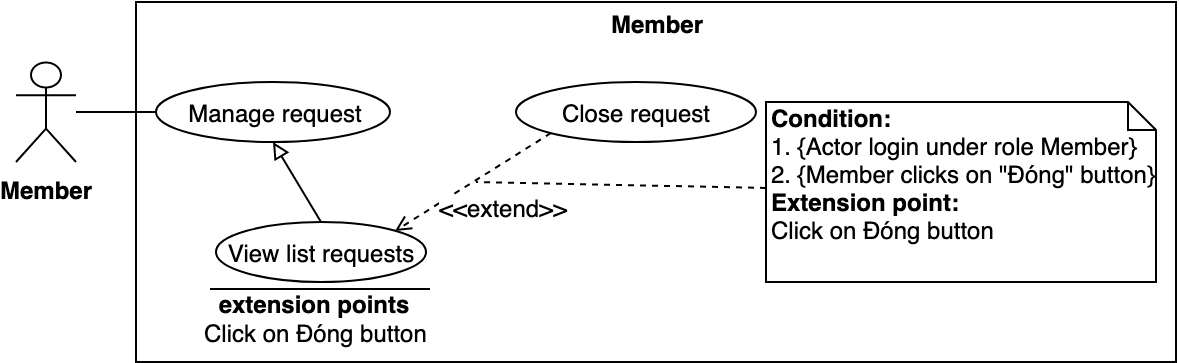 Member
Manage request
Close request
Condition:
1. {Actor login under role Member}
2. {Member clicks on "Đóng" button}
Extension point:
Click on Đóng button
Member
<<extend>>
View list requests
extension points
Click on Đóng button